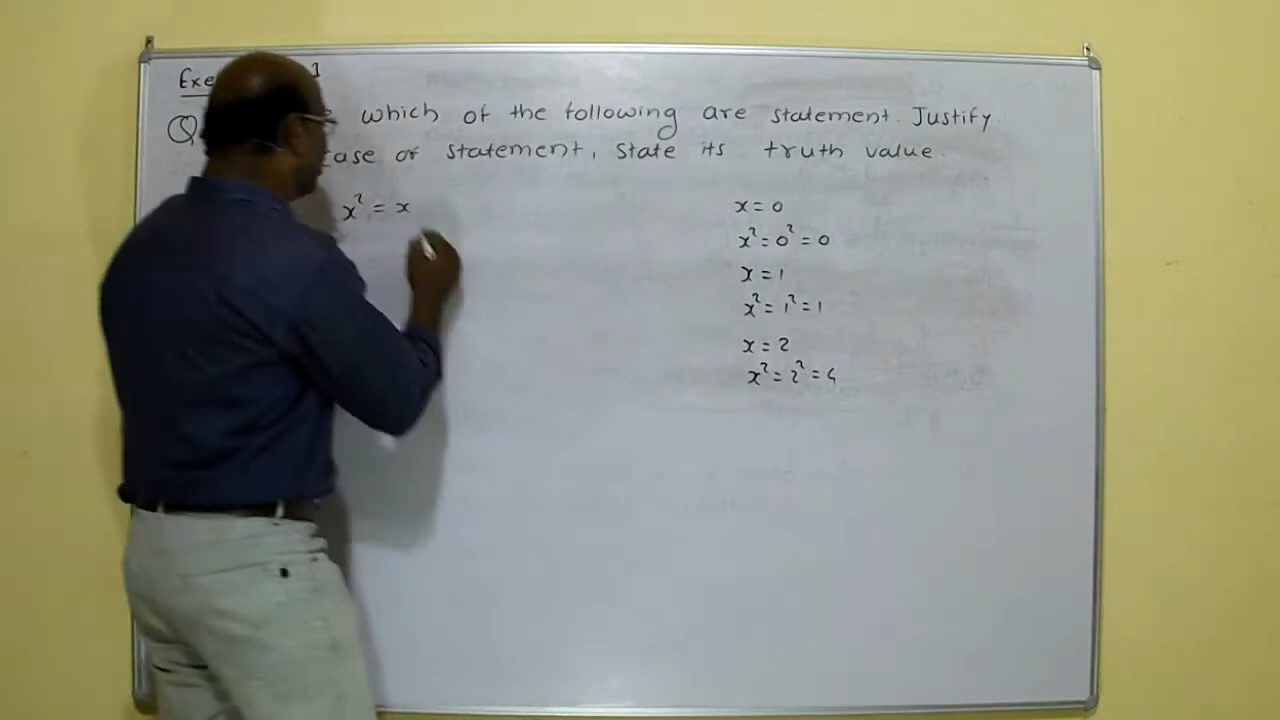 Exe 1
Q which of the following are statement. Justify.
case of statement, state its truth value.
x² = x
x = 0
x² = 0² = 0
x = 1
x² = 1² = 1
x = 2
x² = 2² = 4